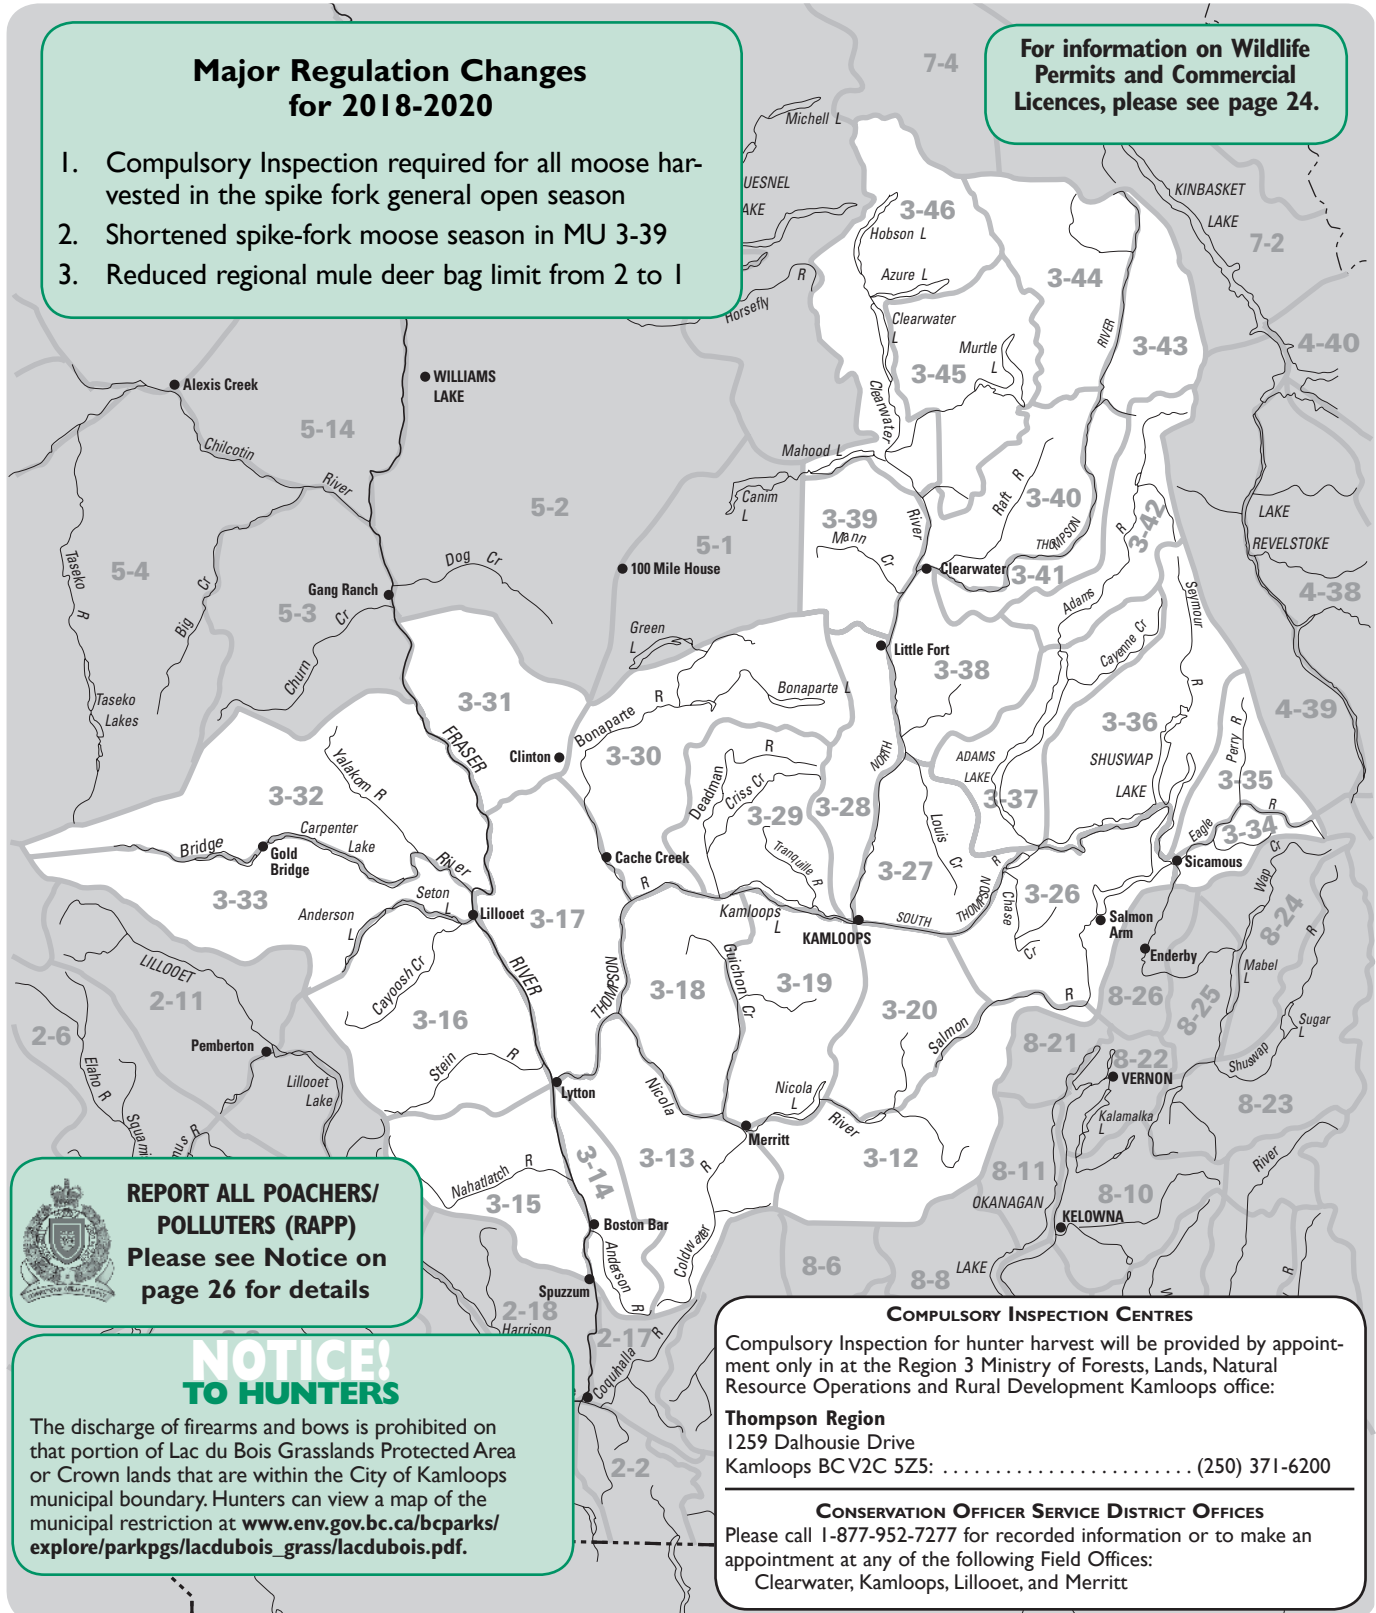 Major Regulation Changes
for 2018-2020
1. Compulsory Inspection required for all moose har-
vested in the spike fork general open season
2. Shortened spike-fork moose season in MU 3-39
3. Reduced regional mule deer bag limit from 2 to 1
For information on Wildlife
Permits and Commercial
Licences, please see page 24.
7-4
Michell L
UESNEL
AKE
KINBASKET
LAKE
7-2
3-46
Hobson L
Azure L
3-44
Horsefly
R
Clearwater
L
Murtle
L
RIVER
3-43
4-40
3-45
Alexis Creek
WILLIAMS
LAKE
5-14
Chilcotin
River
Clearwater
Mahood L
Canim
L
5-2
5-1
3-39
Mann
Cr
River
Raft R
3-40
THOMPSON
R
3-42
LAKE
REVELSTOKE
Taseko
R
5-4
Big
Cr
5-3
Gang Ranch
Dog Cr
100 Mile House
Clearwater
3-41
Adams
Seymour
R
4-38
Churn
Cr
Green
L
Little Fort
3-38
Cayenne Cr
Taseko
Lakes
3-31
Bonaparte L
R
Bonaparte
3-36
Perry R
4-39
Yalakom R
FRASER
Clinton
3-30
R
NORTH
ADAMS
LAKE
SHUSWAP
LAKE
3-35
3-32
Deadman
Criss Cr
3-29
3-28
3-37
R
3-34
Eagle
Bridge
Carpenter
Lake
Gold
Bridge
River
Cache Creek
Tranquille R
Louis
Cr
Sicamous
Wap
Cr
3-33
Seton
L
Anderson
L
Lillooet
3-17
R
Kamloops
L
3-27
KAMLOOPS
SOUTH
THOMPSON
R
Chase
Cr
3-26
Salmon
Arm
Enderby
8-24
R
Mabel
L
LILLOOET
2-11
Cayoosh Cr
RIVER
THOMPSON
3-18
Guichon
Cr
3-19
3-20
R
Salmon
8-26
8-25
Sugar
L
2-6
3-16
8-21
8-22
VERNON
Shuswap
Pemberton
Elaho R
Lillooet
Lake
Stein
R
Lytton
Nicola
Nicola
L
River
Kalamalka
L
8-23
Squami
mus R
Merritt
3-12
3-13
R
3-14
Nahatlatch R
3-15
8-11
OKANAGAN
LAKE
8-10
River
KELOWNA
Boston Bar
Anderson
R
Coldwater
8-6
8-8
R
Spuzzum
2-18
Harrison
2-17
R
Coquihalla
2-2
REPORT ALL POACHERS/
POLLUTERS (RAPP)
Please see Notice on
page 26 for details
NOTICE!
TO HUNTERS
The discharge of firearms and bows is prohibited on
that portion of Lac du Bois Grasslands Protected Area
or Crown lands that are within the City of Kamloops
municipal boundary. Hunters can view a map of the
municipal restriction at www.env.gov.bc.ca/bcparks/
explore/parkpgs/lacdubois_grass/lacdubois.pdf.
COMPULSORY INSPECTION CENTRES
Compulsory Inspection for hunter harvest will be provided by appoint-
ment only in at the Region 3 Ministry of Forests, Lands, Natural
Resource Operations and Rural Development Kamloops office:
Thompson Region
1259 Dalhousie Drive
Kamloops BC V2C 5Z5: . . . . . . . . . . . . . . . . . . . . . . . . (250) 371-6200
CONSERVATION OFFICER SERVICE DISTRICT OFFICES
Please call 1-877-952-7277 for recorded information or to make an
appointment at any of the following Field Offices:
Clearwater, Kamloops, Lillooet, and Merritt